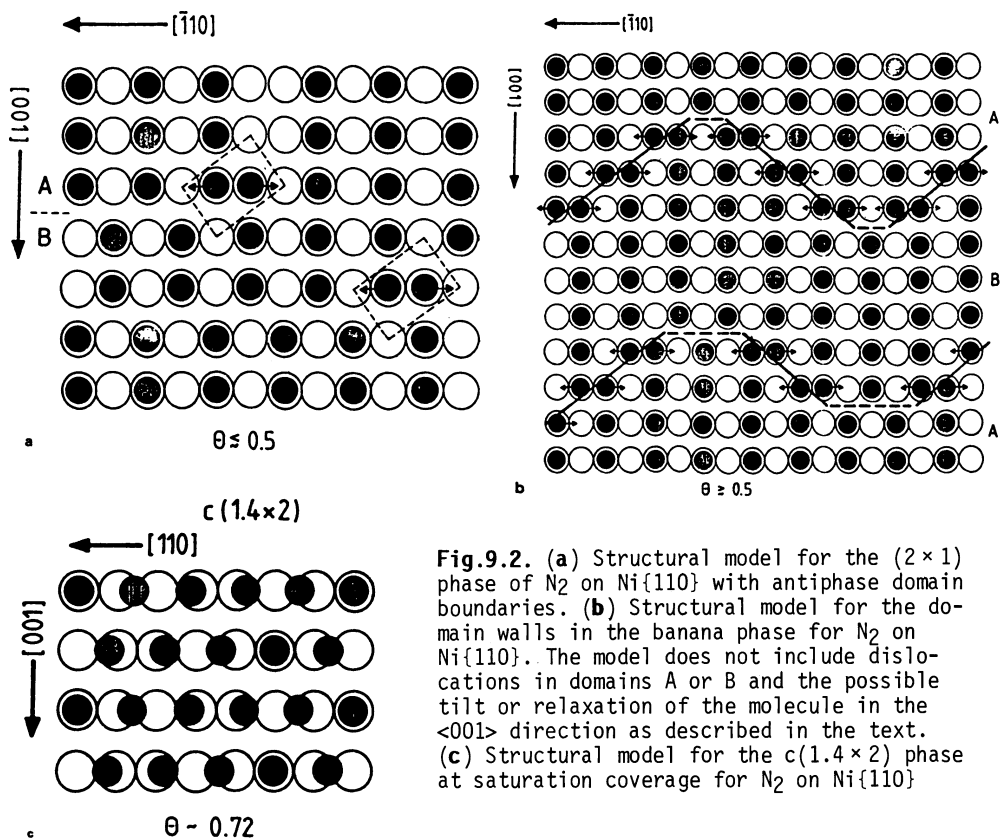 [1̅10]
[001]
A
B
a
θ ≤ 0.5
[1̅10]
[001]
A
B
A
b
θ ≥ 0.5
c(1.4×2)
[110]
[001]
c
θ ~ 0.72
Fig.9.2. (a) Structural model for the (2 × 1)
phase of N₂ on Ni{110} with antiphase domain
boundaries. (b) Structural model for the do-
main walls in the banana phase for N₂ on
Ni{110}. The model does not include dislo-
cations in domains A or B and the possible
tilt or relaxation of the molecule in the
<001> direction as described in the text.
(c) Structural model for the c(1.4 × 2) phase
at saturation coverage for N₂ on Ni{110}